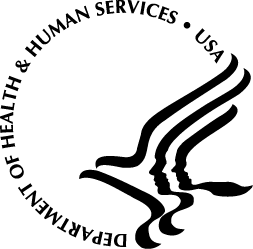 DEPARTMENT OF HEALTH & HUMAN SERVICES • USA